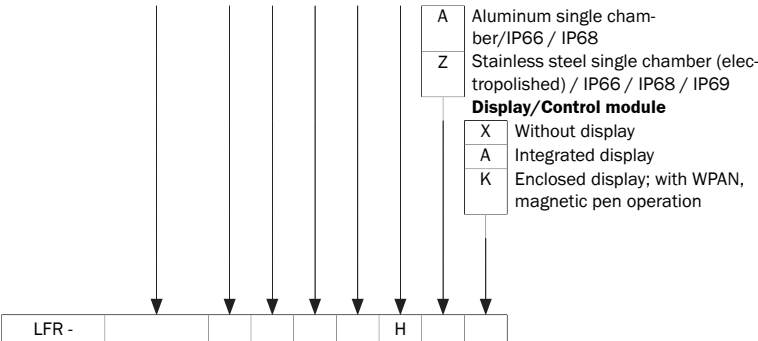 A Aluminum single cham-
ber/IP66 / IP68
Z Stainless steel single chamber (elec-
tropolished) / IP66 / IP68 / IP69
Display/Control module
X Without display
A Integrated display
K Enclosed display; with WPAN,
magnetic pen operation
LFR - H